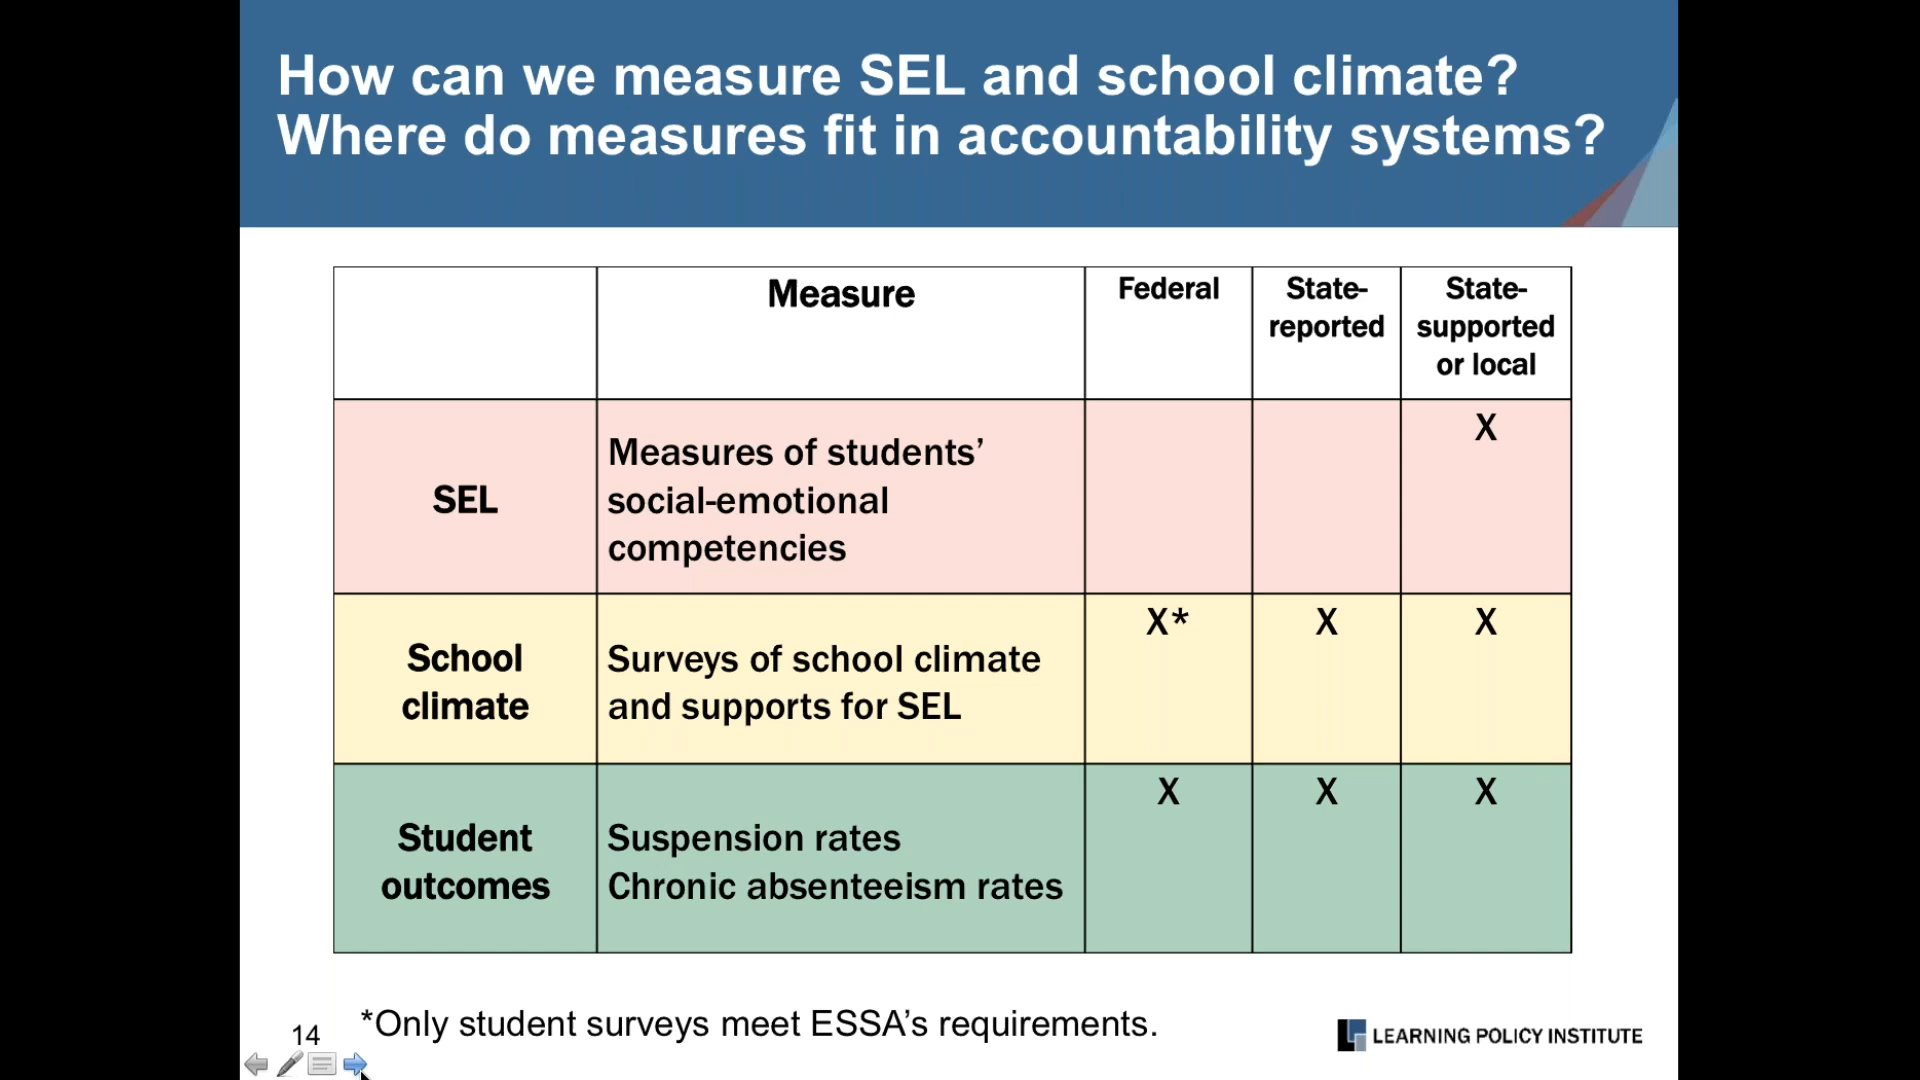 How can we measure SEL and school climate?
Where do measures fit in accountability systems?
Measure
Federal
State-
reported
State-
supported
or local
SEL
Measures of students’
social-emotional
competencies
X
School
climate
Surveys of school climate
and supports for SEL
X*
X
X
Student
outcomes
Suspension rates
Chronic absenteeism rates
X
X
X
*Only student surveys meet ESSA’s requirements.
14
LEARNING POLICY INSTITUTE